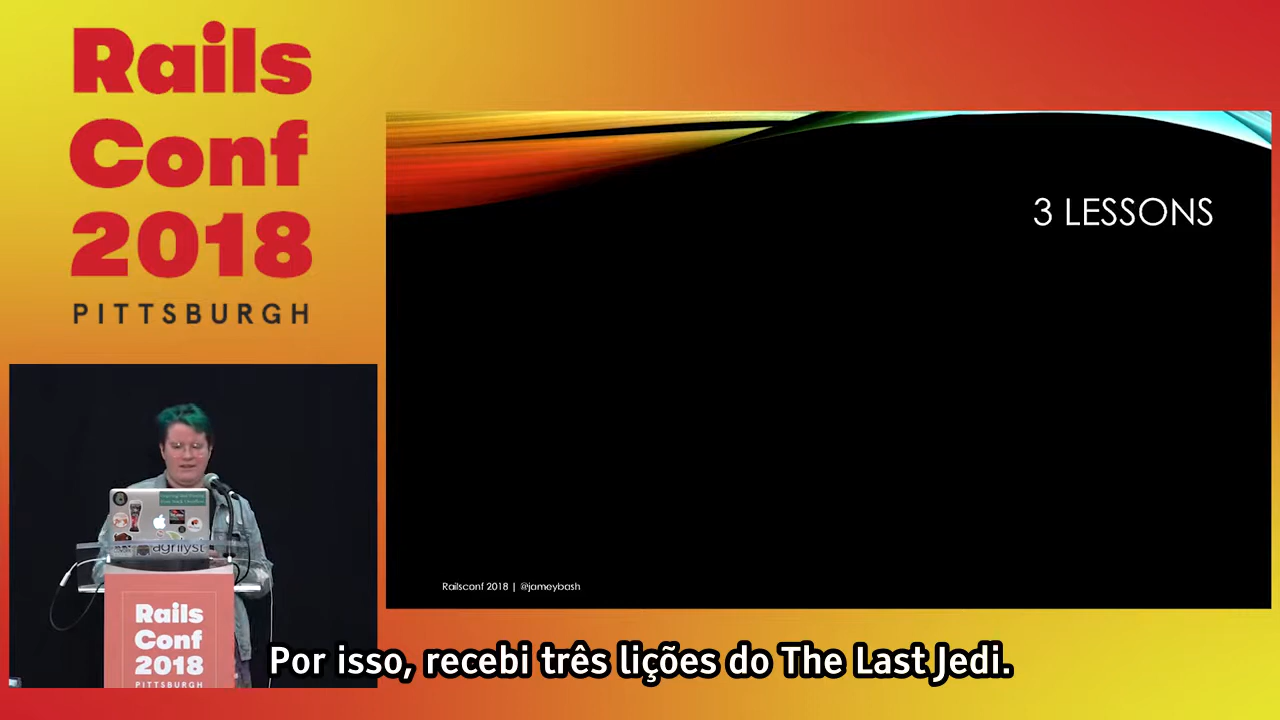 Rails
Conf
2018
PITTSBURGH
3 LESSONS
Railsconf 2018 | @jameybash
agrilyst
Rails
Conf
2018
PITTSBURGH
Por isso, recebi três lições do The Last Jedi.